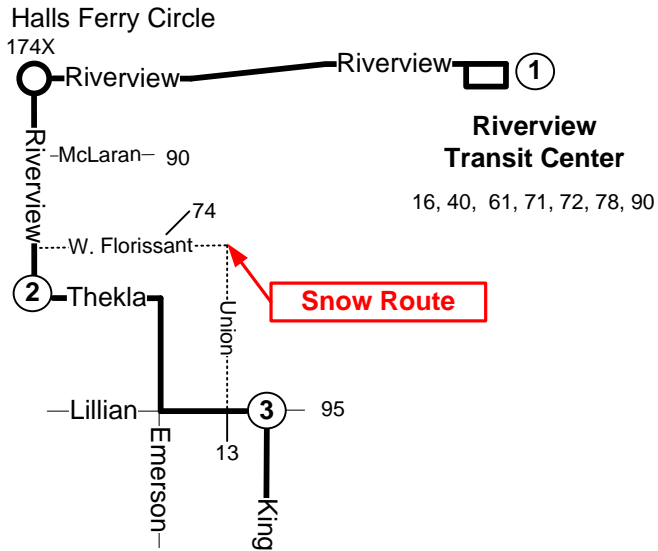 Halls Ferry Circle
174X
Riverview
Riverview
1
Riverview
Transit Center
16, 40, 61, 71, 72, 78, 90
Riverview
McLaran
90
74
W. Florissant
Snow Route
2
Thekla
Union
Lillian
3
95
13
Emerson
King